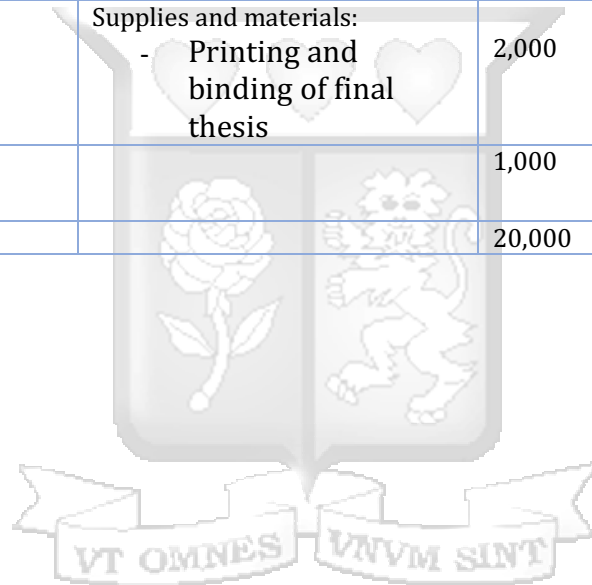 Supplies and materials:
- Printing and 2,000
binding of final
thesis
1,000
20,000
VT OMNES VNVM SINT